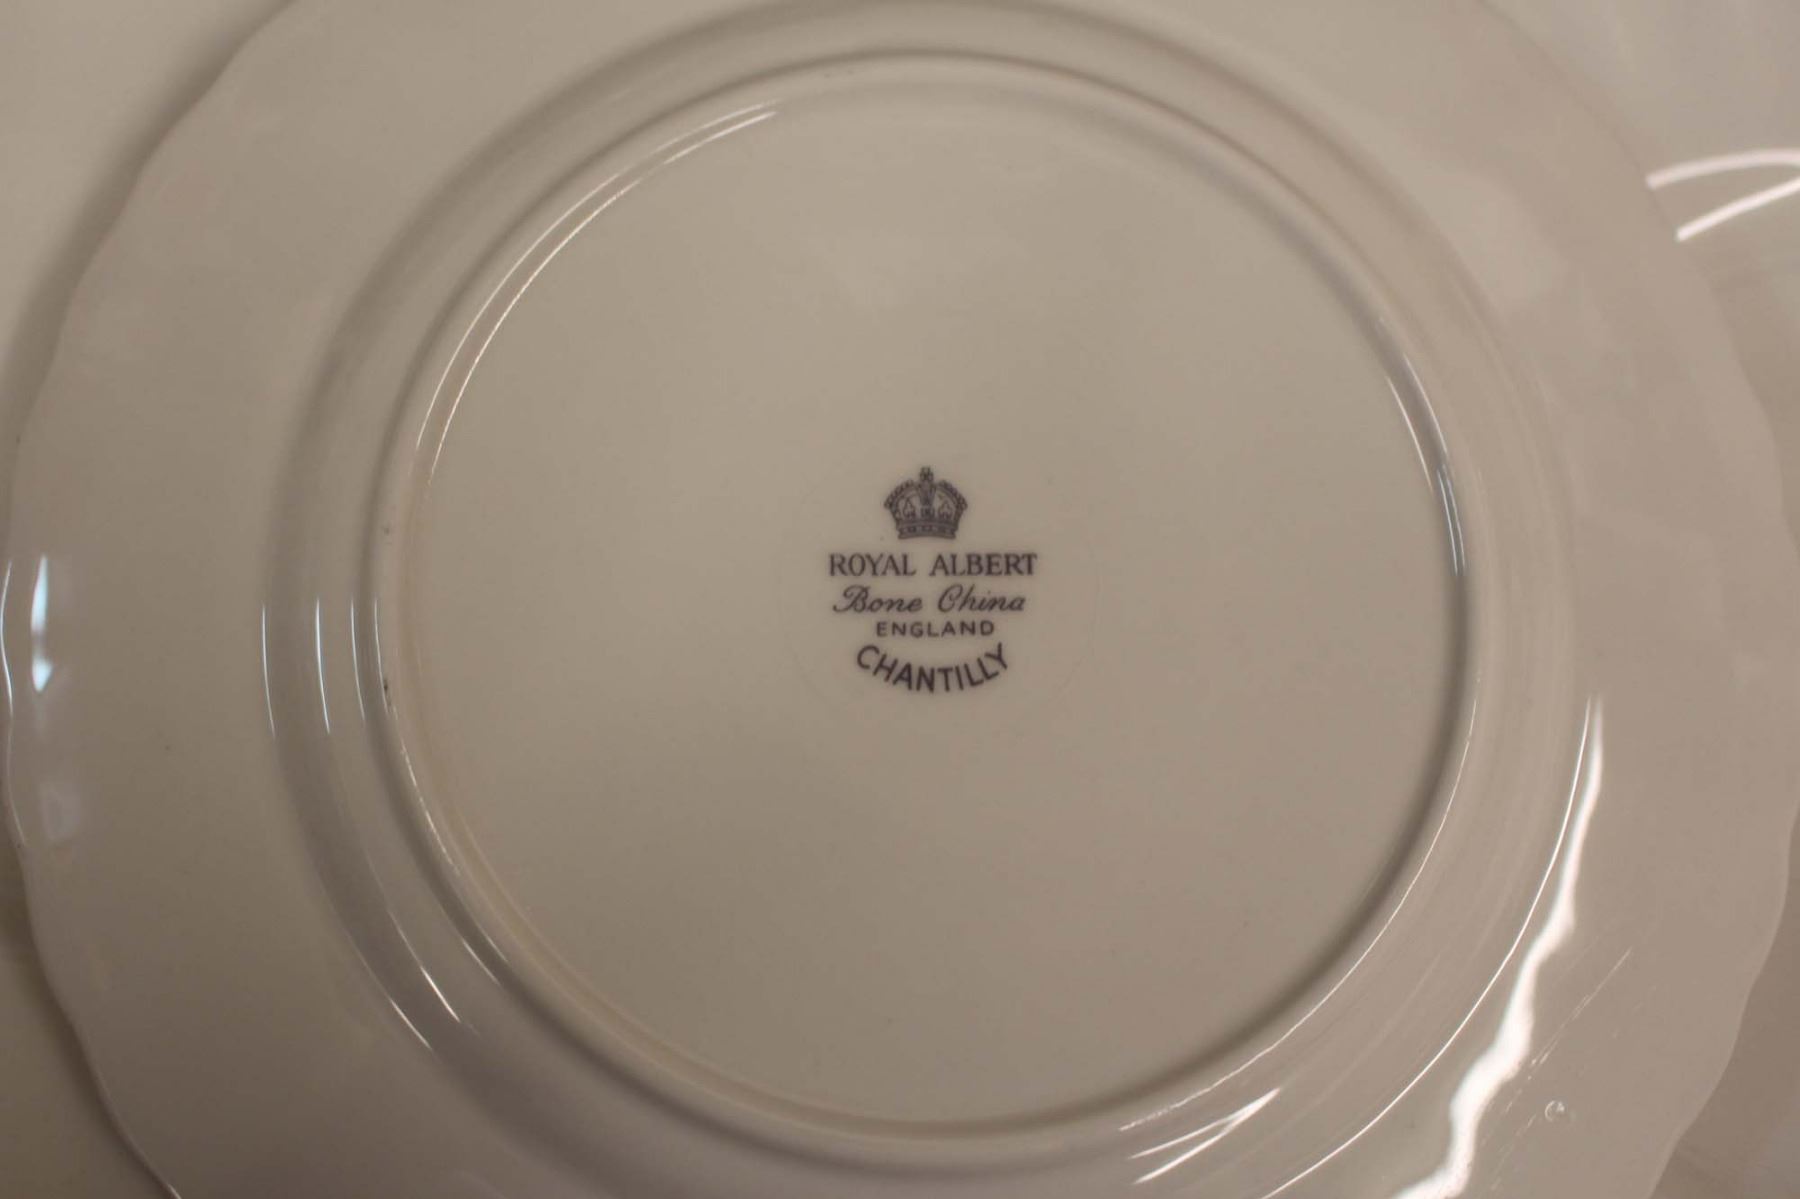 ROYAL ALBERT
Bone China
ENGLAND
CHANTILLY